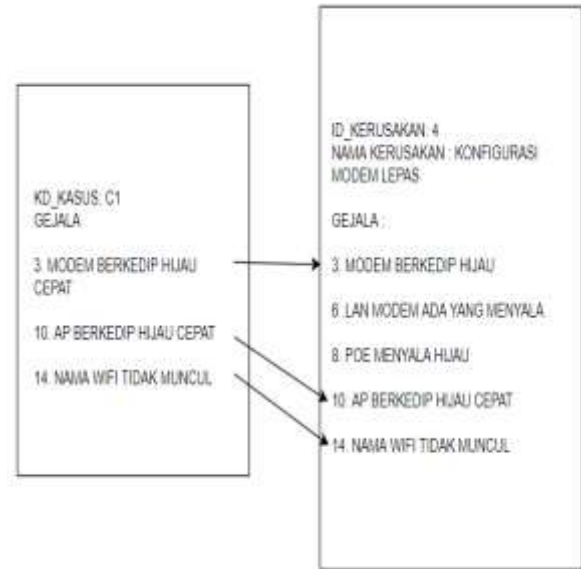 KD_KASUS: C1
GEJALA
3. MODEM BERKEDIP HIJAU
CEPAT
10. AP BERKEDIP HIJAU CEPAT
14. NAMA WIFI TIDAK MUNCUL
ID_KERUSAKAN: 4
NAMA KERUSAKAN : KONFIGURASI
MODEM LEPAS
GEJALA :
3. MODEM BERKEDIP HIJAU
6. LAN MODEM ADA YANG MENYALA
8. POE MENYALA HIJAU
10. AP BERKEDIP HIJAU CEPAT
14. NAMA WIFI TIDAK MUNCUL